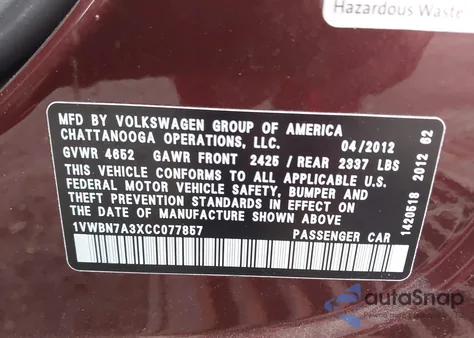 Hazardous Waste
MFD BY VOLKSWAGEN GROUP OF AMERICA
CHATTANOOGA OPERATIONS, LLC. 04/2012
GVWR 4652 GAWR FRONT 2425 / REAR 2337 LBS
THIS VEHICLE CONFORMS TO ALL APPLICABLE U.S.
FEDERAL MOTOR VEHICLE SAFETY, BUMPER AND
THEFT PREVENTION STANDARDS IN EFFECT ON
THE DATE OF MANUFACTURE SHOWN ABOVE
1VWBN7A3XCC077857 PASSENGER CAR
1420518 2012 62
autoSnap